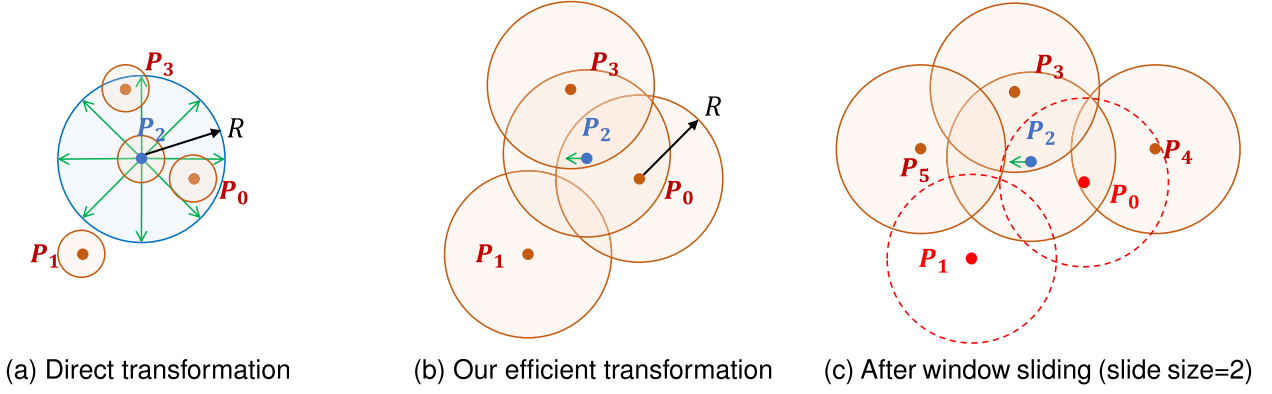 P₃
P₂
R
P₀
P₁
(a) Direct transformation
P₃
P₂
R
P₀
P₁
(b) Our efficient transformation
P₃
P₂
P₄
P₅
P₀
P₁
(c) After window sliding (slide size=2)